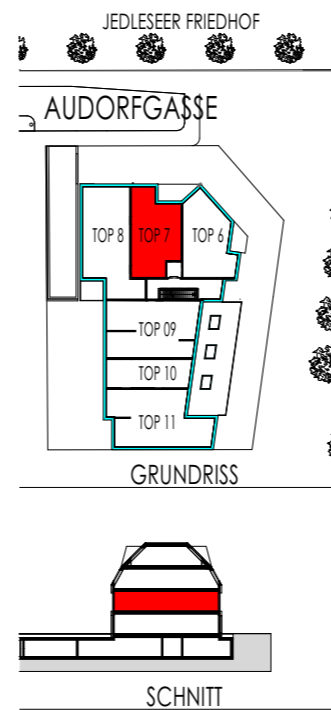 JEDLESEER FRIEDHOF
AUDORFGASSE
TOP 8 TOP 7 TOP 6
TOP 09
TOP 10
TOP 11
GRUNDRISS
SCHNITT